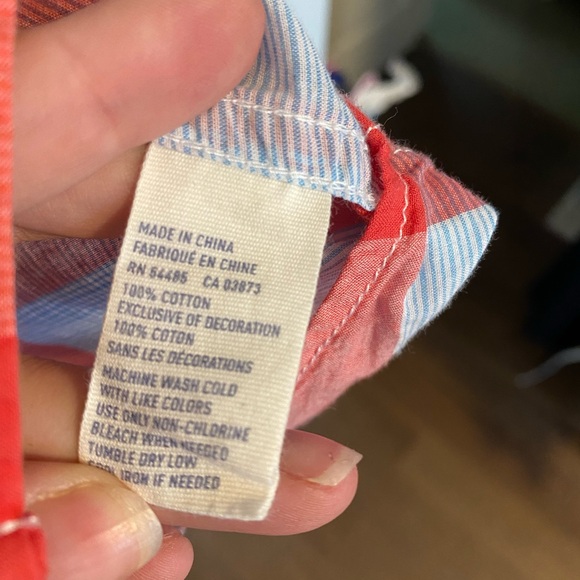 MADE IN CHINA
FABRIQUÉ EN CHINE
RN 54485 CA 03873
100% COTTON
EXCLUSIVE OF DECORATION
100% COTON
SANS LES DÉCORATIONS
MACHINE WASH COLD
WITH LIKE COLORS
USE ONLY NON-CHLORINE
BLEACH WHEN NEEDED
TUMBLE DRY LOW
COOL IRON IF NEEDED